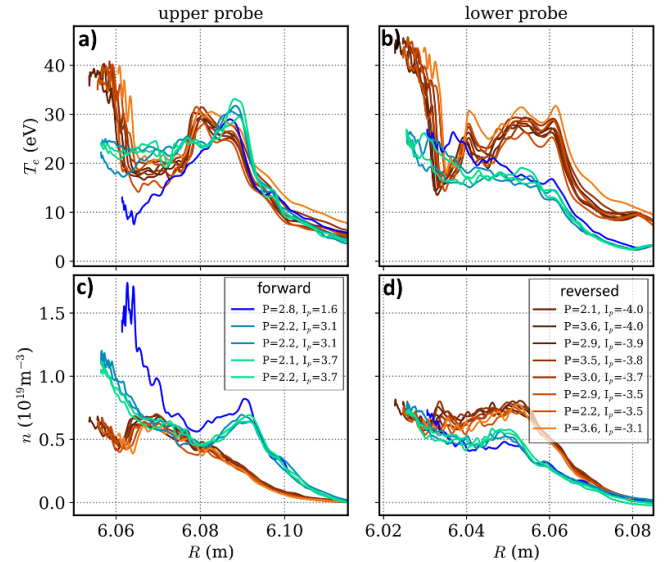 upper probe
lower probe
a)
b)
T_e (eV)
40
30
20
10
0
c)
d)
n (10¹⁹m⁻³)
1.5
1.0
0.5
0.0
forward
P=2.8, I_p=1.6
P=2.2, I_p=3.1
P=2.2, I_p=3.1
P=2.1, I_p=3.7
P=2.2, I_p=3.7
reversed
P=2.1, I_p=-4.0
P=3.6, I_p=-4.0
P=2.9, I_p=-3.9
P=3.5, I_p=-3.8
P=3.0, I_p=-3.7
P=2.9, I_p=-3.5
P=2.2, I_p=-3.5
P=3.6, I_p=-3.1
6.06 6.08 6.10
6.02 6.04 6.06 6.08
R (m)
R (m)